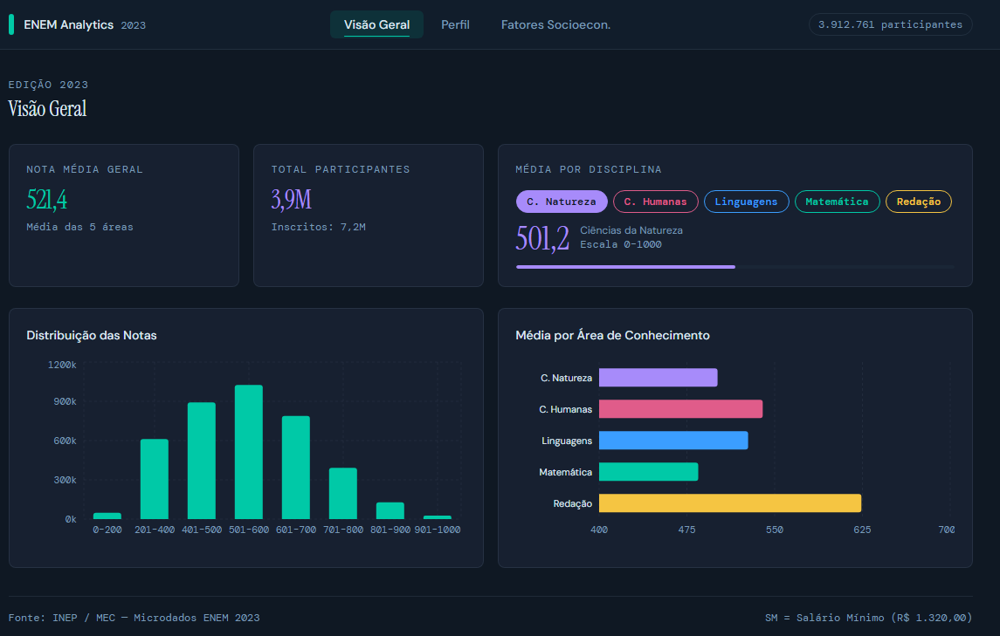 ENEM Analytics 2023
Visão Geral
Perfil
Fatores Socioecon.
3.912.761 participantes
EDIÇÃO 2023
Visão Geral
NOTA MÉDIA GERAL
521,4
Média das 5 áreas
TOTAL PARTICIPANTES
3,9M
Inscritos: 7,2M
MÉDIA POR DISCIPLINA
C. Natureza
C. Humanas
Linguagens
Matemática
Redação
501,2
Ciências da Natureza
Escala 0–1000
Distribuição das Notas
1200k
900k
600k
300k
0k
0–200 201–400 401–500 501–600 601–700 701–800 801–900 901–1000
Média por Área de Conhecimento
C. Natureza
C. Humanas
Linguagens
Matemática
Redação
400 475 550 625 700
Fonte: INEP / MEC — Microdados ENEM 2023
SM = Salário Mínimo (R$ 1.320,00)